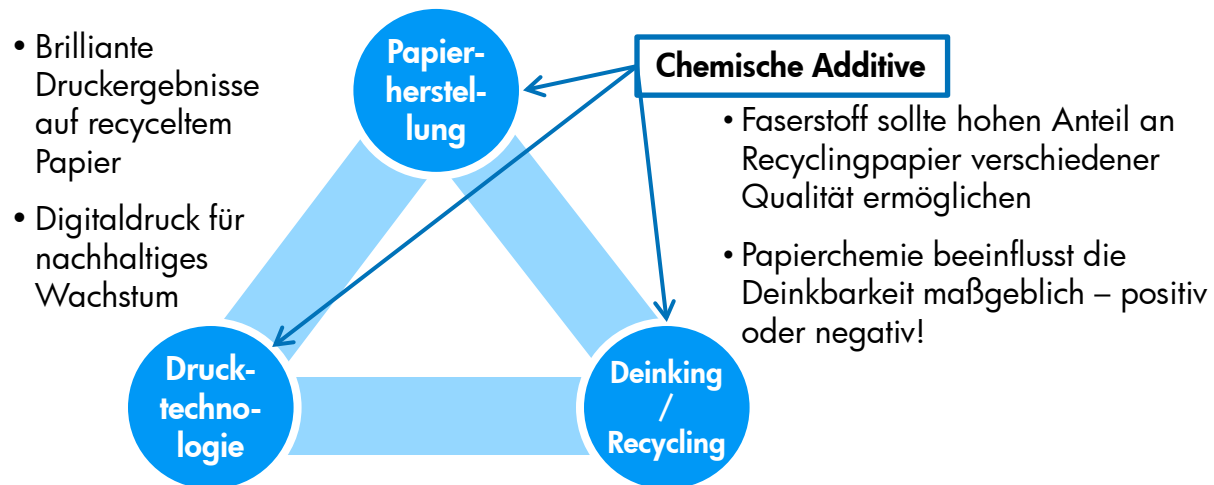 • Brilliante
Druckergebnisse
auf recyceltem
Papier
• Digitaldruck für
nachhaltiges
Wachstum
Papier-
herstel-
lung
Chemische Additive
• Faserstoff sollte hohen Anteil an
Recyclingpapier verschiedener
Qualität ermöglichen
• Papierchemie beeinflusst die
Deinkbarkeit maßgeblich – positiv
oder negativ!
Druck-
techno-
logie
Deinking
/
Recycling